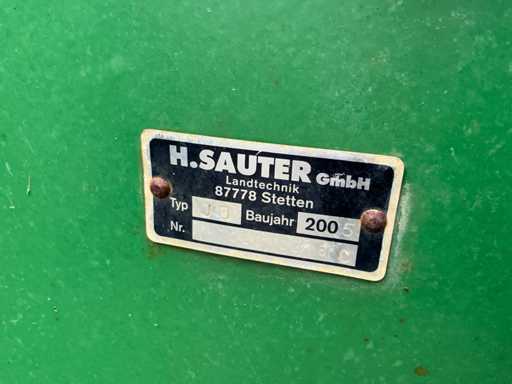 H.SAUTER GmbH
Landtechnik
87778 Stetten
Typ Baujahr 2005
Nr.